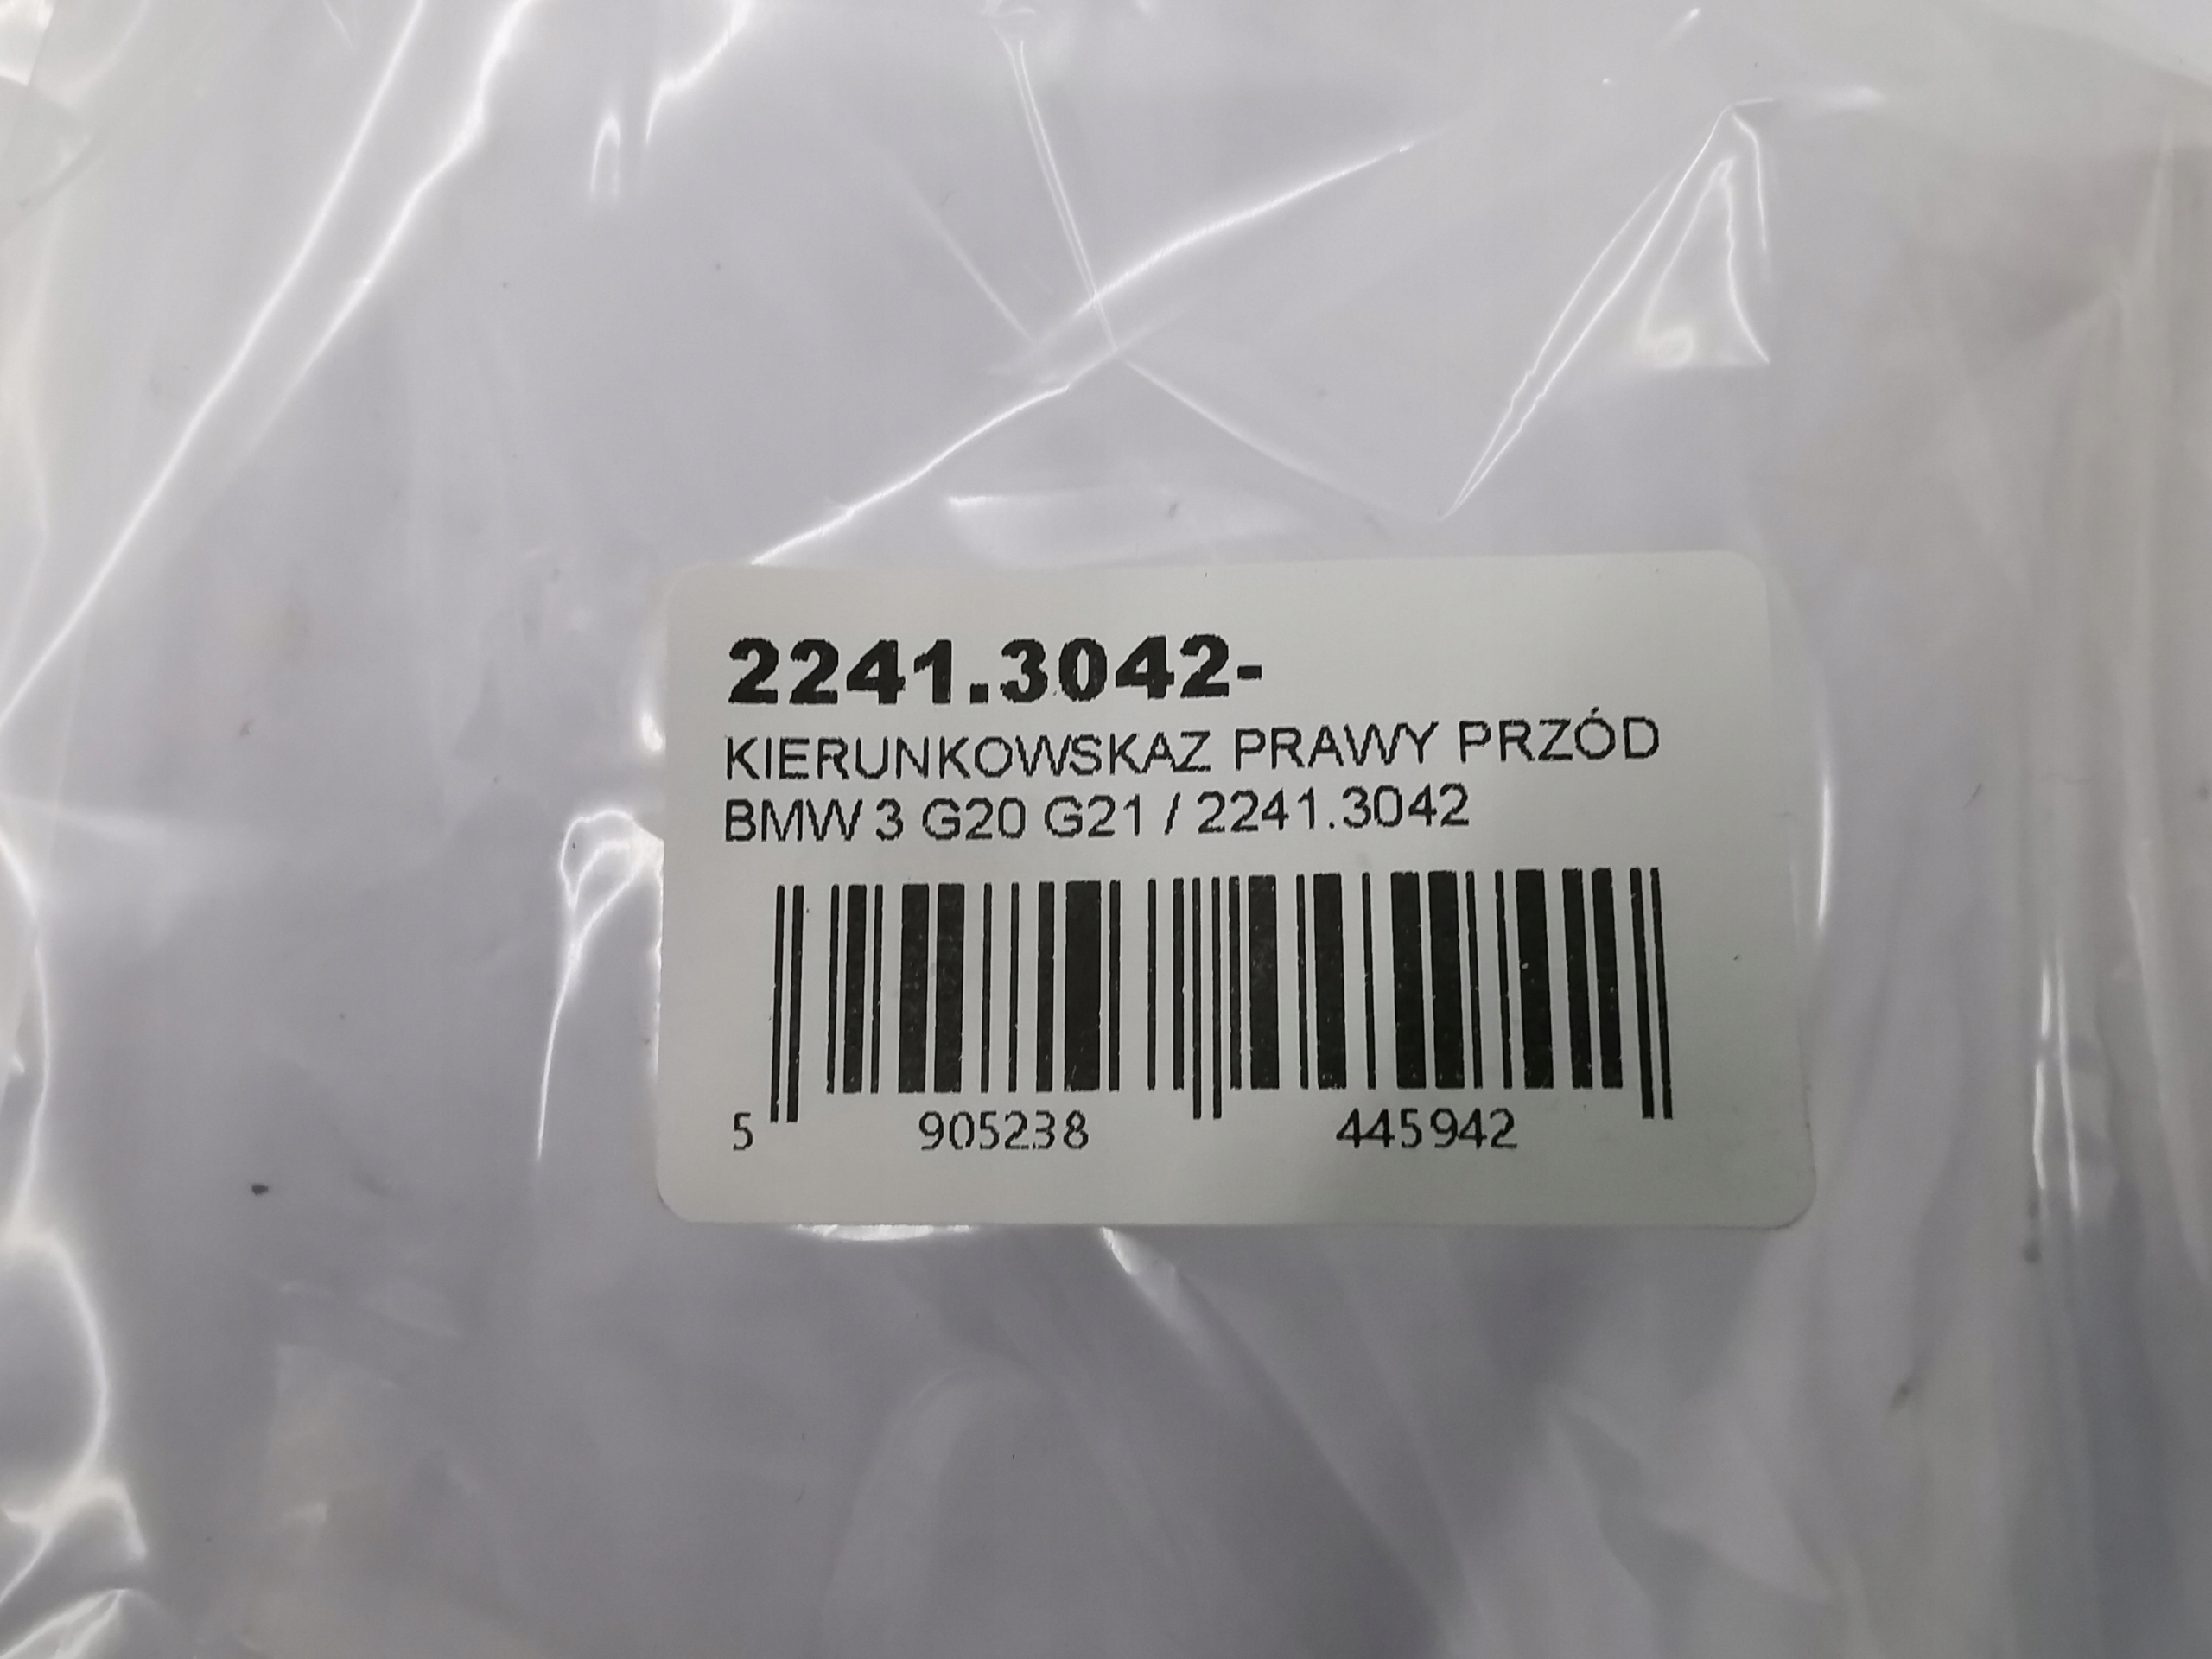 2241.3042-
KIERUNKOWSKAZ PRAWY PRZÓD
BMW 3 G20 G21 / 2241.3042
5 905238 445942